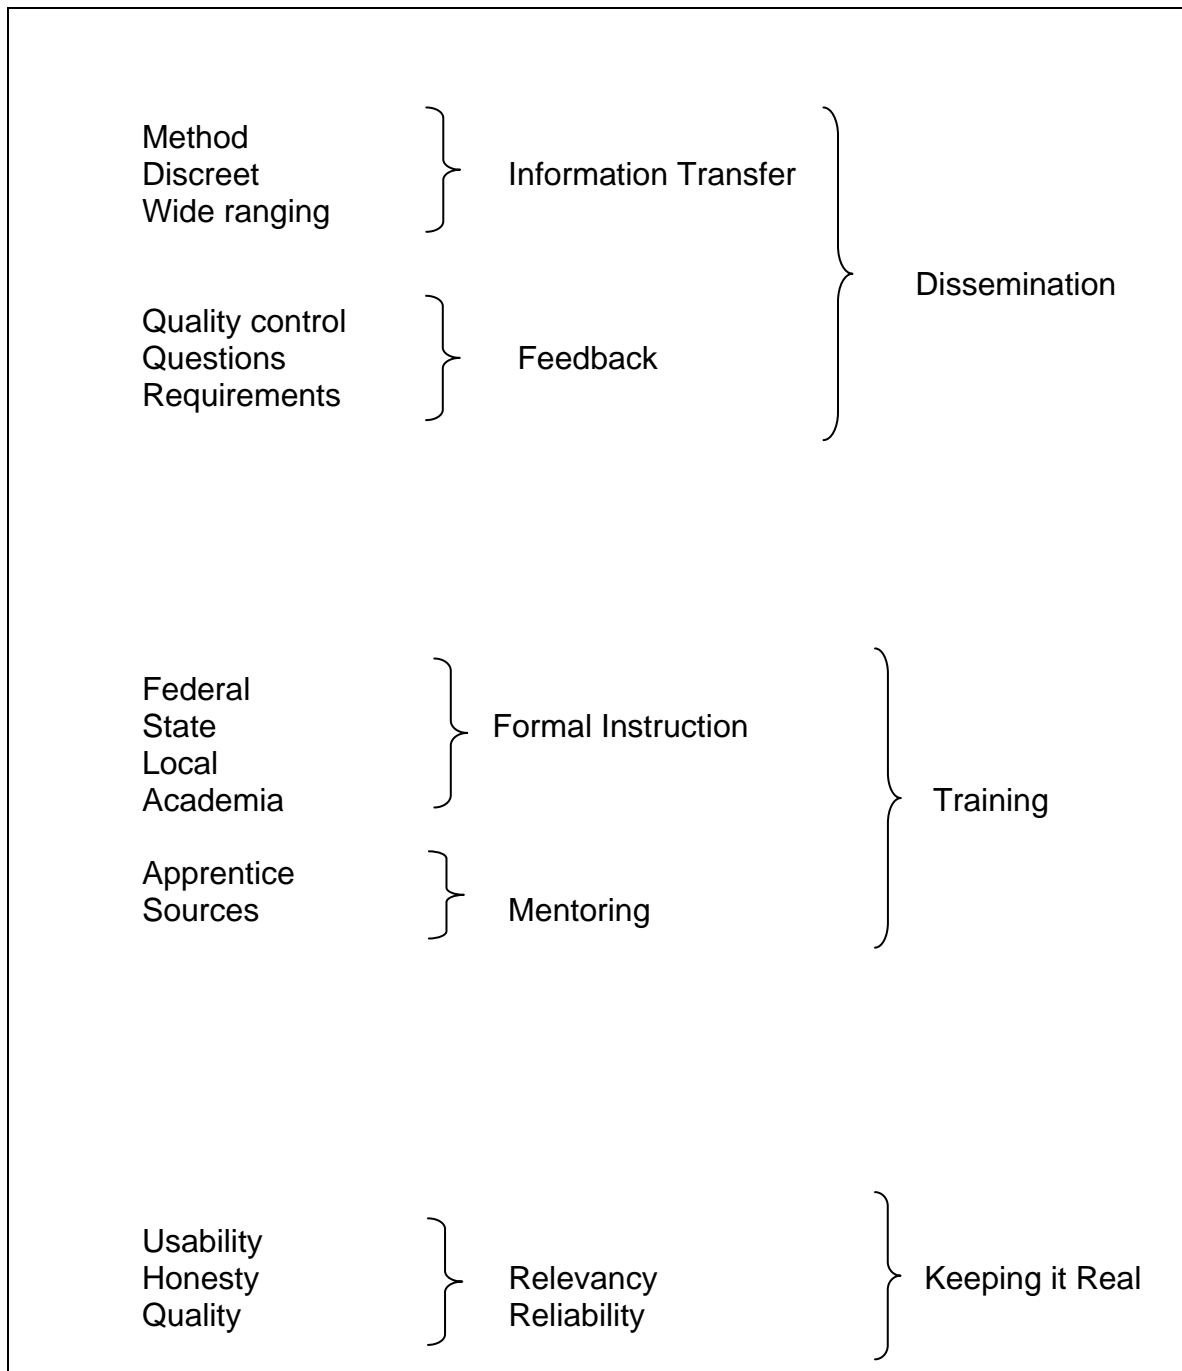 Method
Discreet
Wide ranging
Information Transfer
Quality control
Questions
Requirements
Feedback
Dissemination
Federal
State
Local
Academia
Formal Instruction
Apprentice
Sources
Mentoring
Training
Usability
Honesty
Quality
Relevancy
Reliability
Keeping it Real